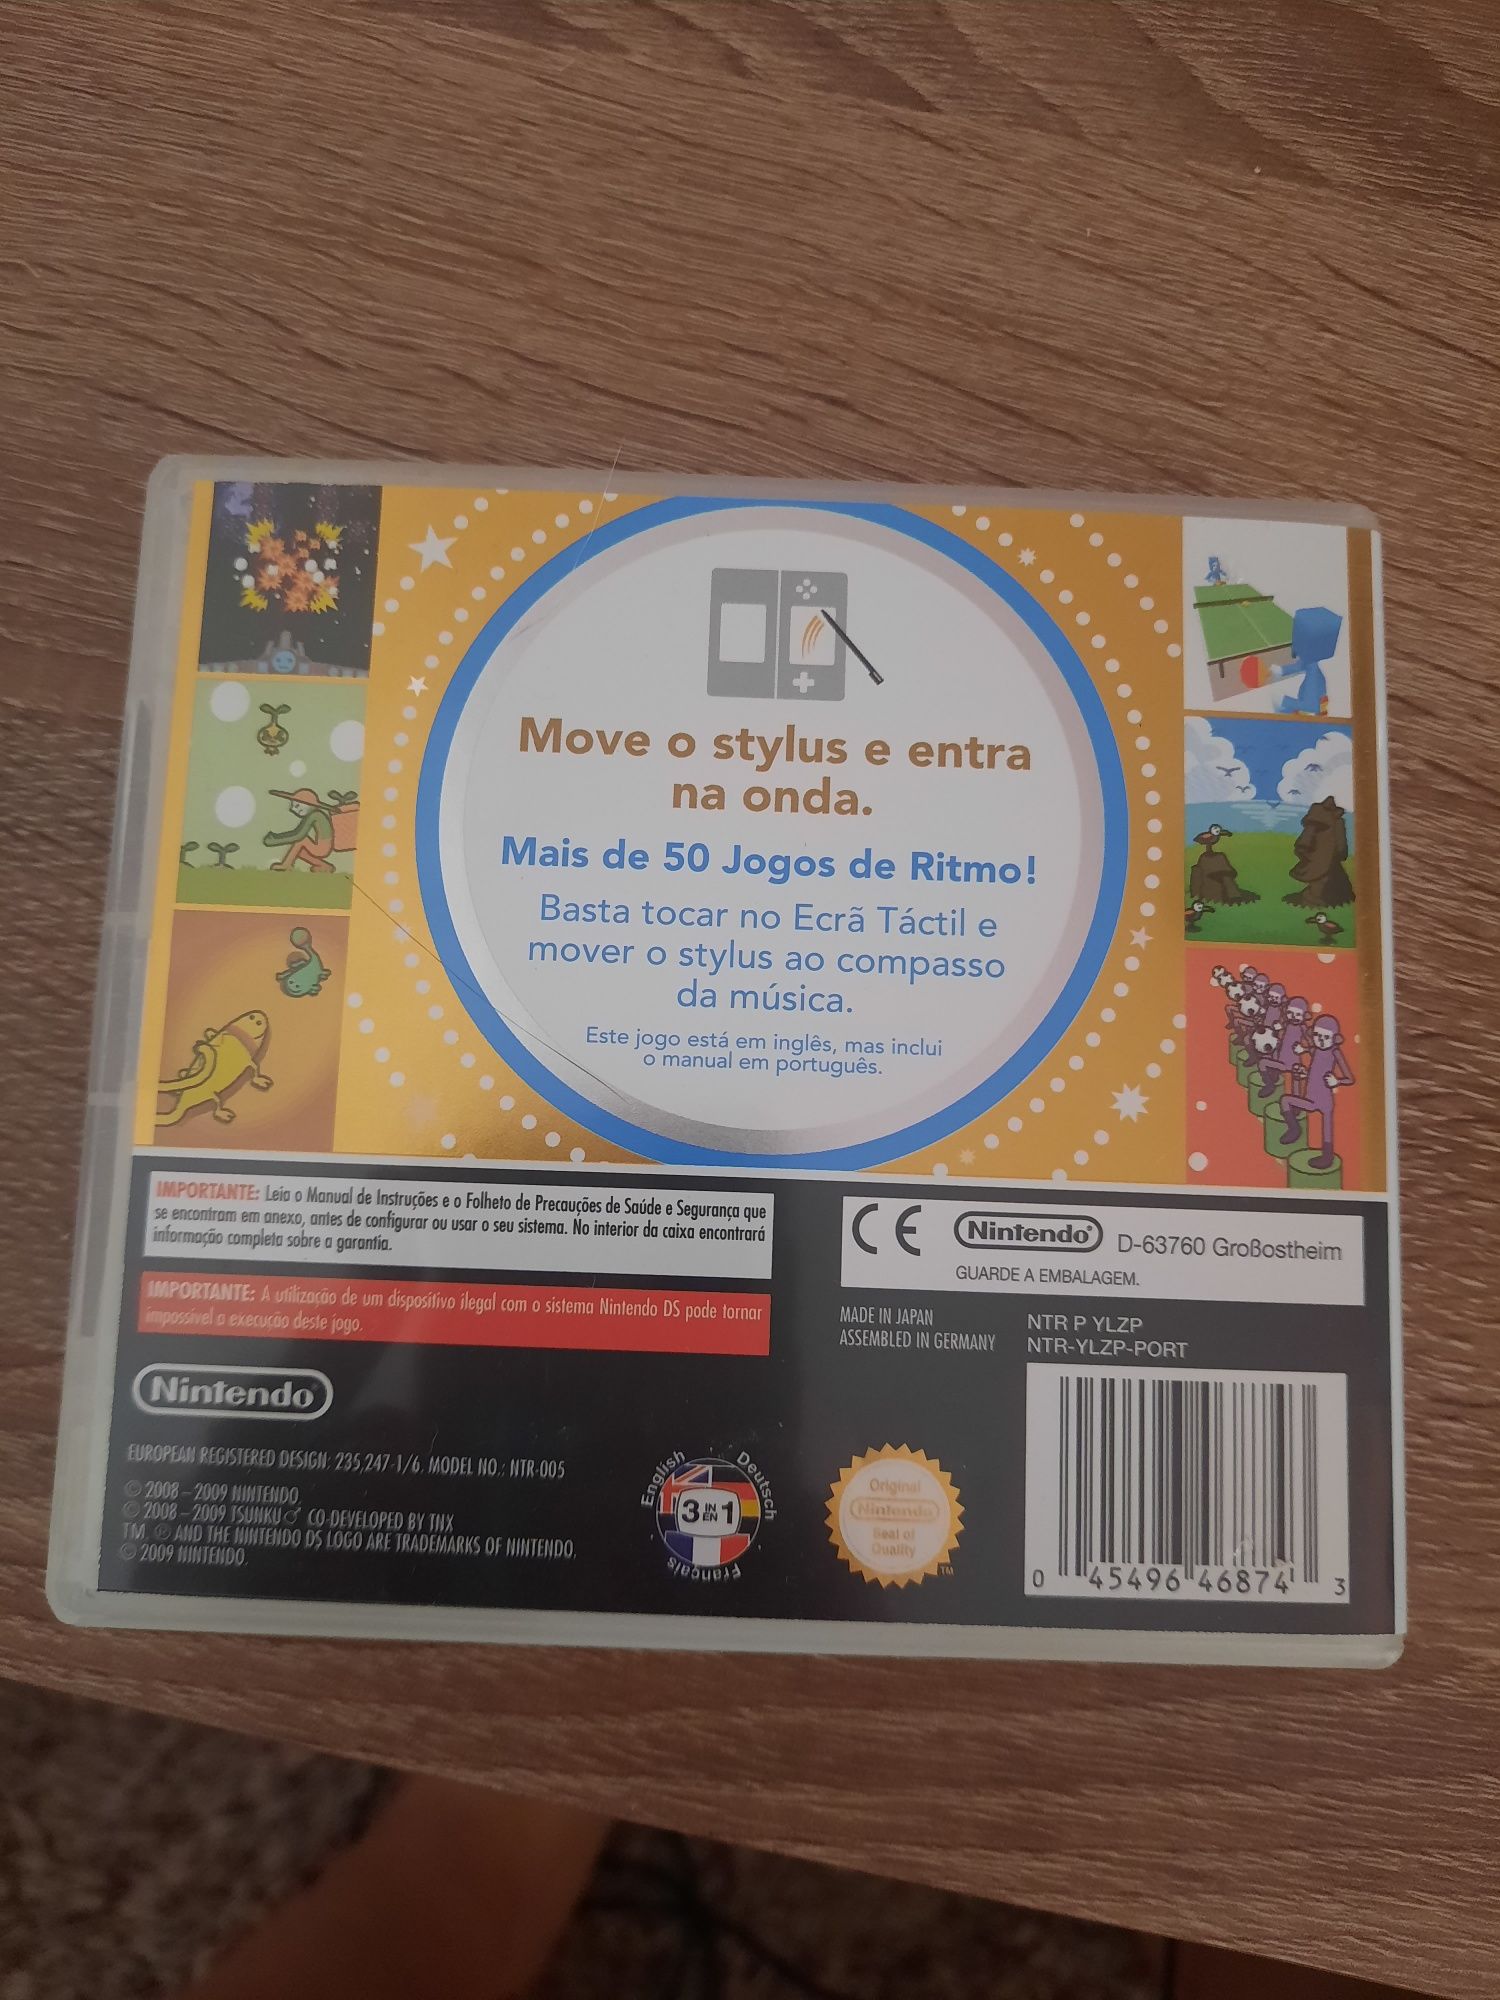 Move o stylus e entra
na onda.
Mais de 50 Jogos de Ritmo!
Basta tocar no Ecrã Táctil e
mover o stylus ao compasso
da música.
Este jogo está em inglês, mas inclui
o manual em português.
IMPORTANTE: Leia o Manual de Instruções e o Folheto de Precauções de Saúde e Segurança que
se encontram em anexo, antes de configurar ou usar o seu sistema. No interior da caixa encontrará
informação completa sobre a garantia.
IMPORTANTE: A utilização de um dispositivo ilegal com o sistema Nintendo DS pode tornar
impossível a execução deste jogo.
CE Nintendo® D-63760 Großostheim
GUARDE A EMBALAGEM.
MADE IN JAPAN
ASSEMBLED IN GERMANY
NTR P YLZP
NTR-YLZP-PORT
Nintendo®
EUROPEAN REGISTERED DESIGN: 235,247-1/6. MODEL NO.: NTR-005
© 2008 – 2009 NINTENDO.
© 2008 – 2009 TSUNKU♂ CO-DEVELOPED BY TNX
TM, ® AND THE NINTENDO DS LOGO ARE TRADEMARKS OF NINTENDO.
© 2009 NINTENDO.
English
Deutsch
3 IN EN 1
Français
Original
Nintendo
Seal of
Quality
TM
0 45496 46874 3